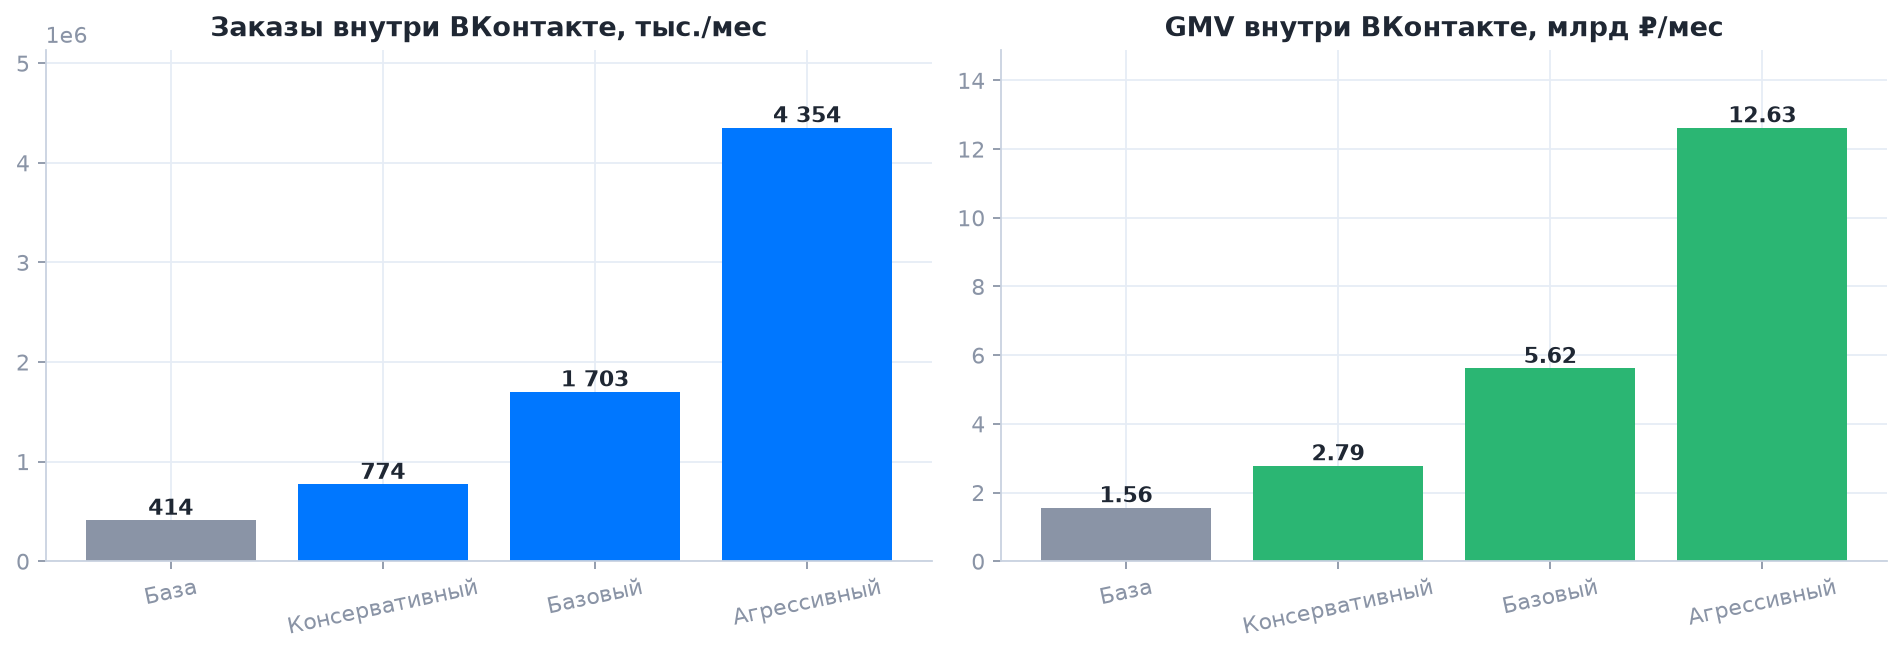 Заказы внутри ВКонтакте, тыс./мес
1e6
5
4
3
2
1
0
414
774
1 703
4 354
База
Консервативный
Базовый
Агрессивный
GMV внутри ВКонтакте, млрд ₽/мес
14
12
10
8
6
4
2
0
1.56
2.79
5.62
12.63
База
Консервативный
Базовый
Агрессивный